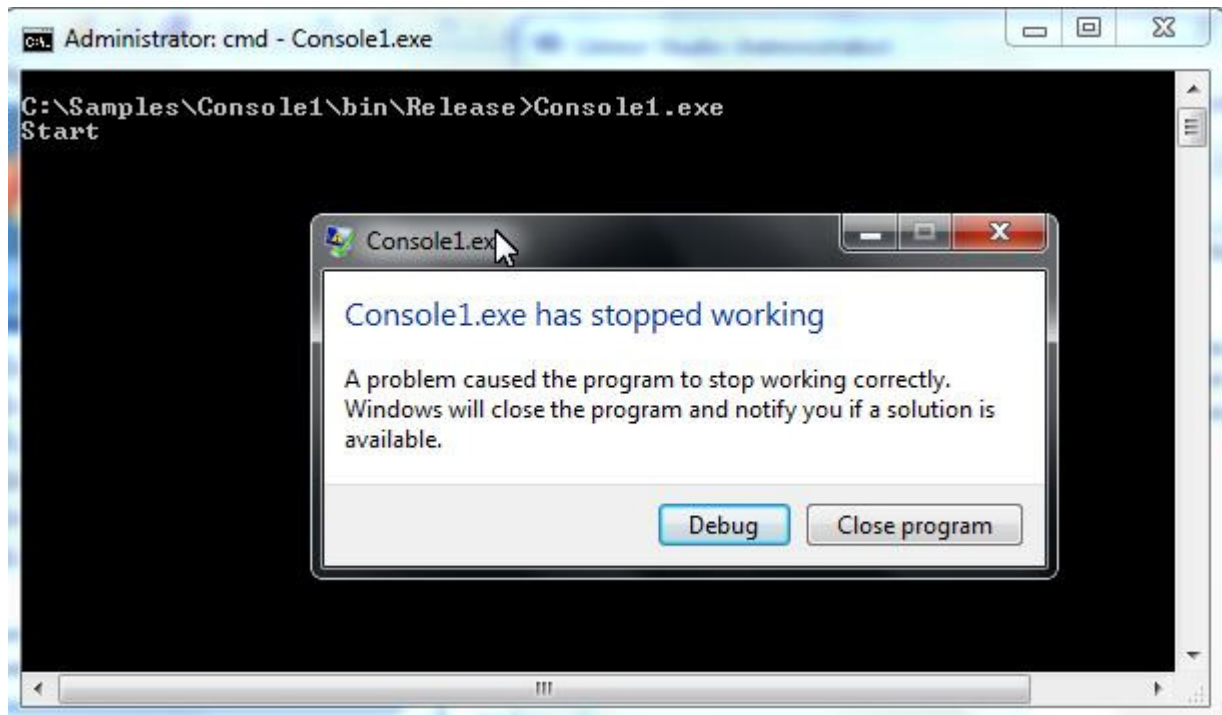 Administrator: cmd - Console1.exe
C:\Samples\Console1\bin\Release>Console1.exe
Start
Console1.ex
Console1.exe has stopped working
A problem caused the program to stop working correctly.
Windows will close the program and notify you if a solution is
available.
Debug
Close program